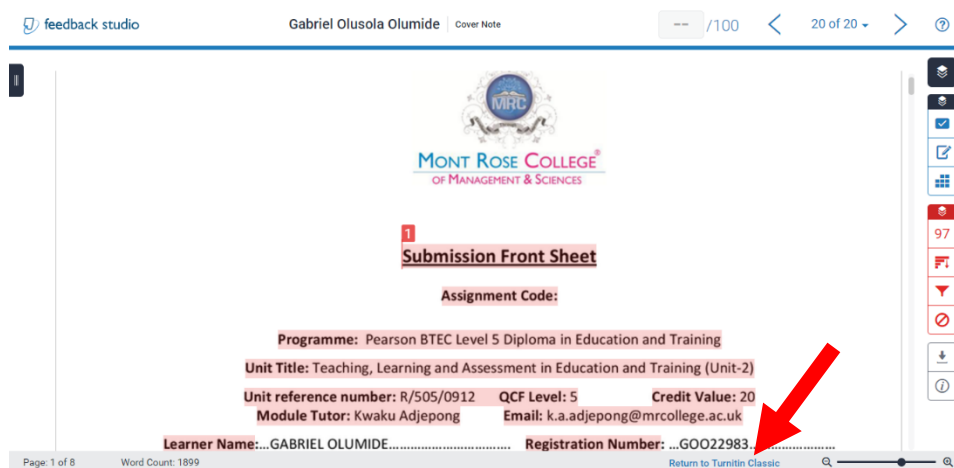 feedback studio Gabriel Olusola Olumide Cover Note -- /100 20 of 20
MRC
MONT ROSE COLLEGE®
OF MANAGEMENT & SCIENCES
1
Submission Front Sheet
97
Assignment Code:
Programme: Pearson BTEC Level 5 Diploma in Education and Training
Unit Title: Teaching, Learning and Assessment in Education and Training (Unit-2)
Unit reference number: R/505/0912 QCF Level: 5 Credit Value: 20
Module Tutor: Kwaku Adjepong Email: k.a.adjepong@mrcollege.ac.uk
Learner Name:...GABRIEL OLUMIDE.................................. Registration Number: ...GOO22983.......................
Page: 1 of 8 Word Count: 1899 Return to Turnitin Classic